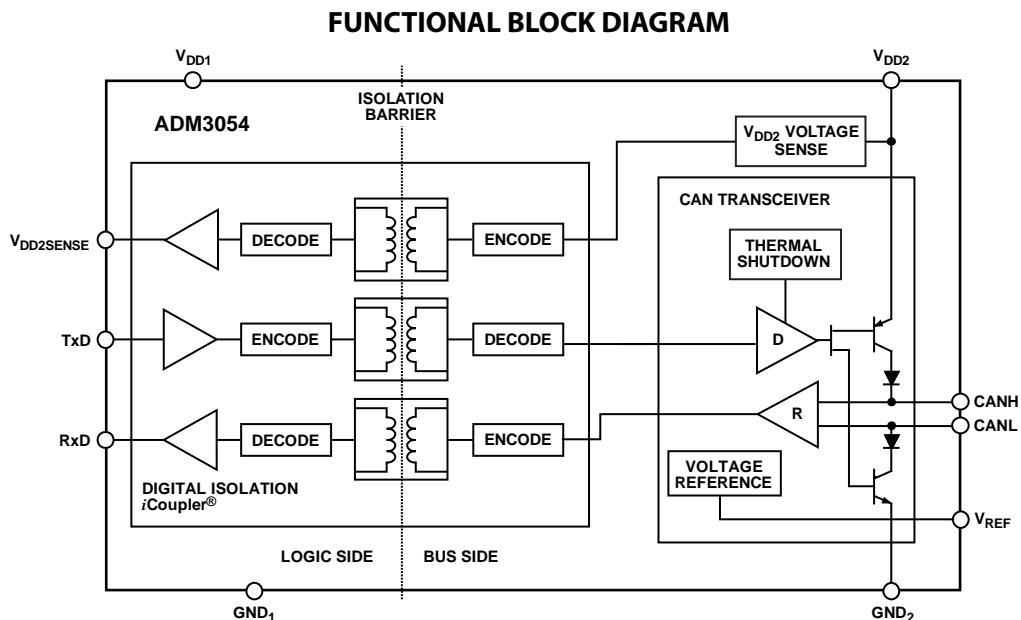 FUNCTIONAL BLOCK DIAGRAM
VDD1
VDD2
ISOLATION
BARRIER
ADM3054
VDD2 VOLTAGE
SENSE
CAN TRANSCEIVER
VDD2SENSE
DECODE
ENCODE
THERMAL
SHUTDOWN
TxD
ENCODE
DECODE
D
CANH
R
CANL
RxD
DECODE
ENCODE
VOLTAGE
REFERENCE
DIGITAL ISOLATION
iCoupler®
VREF
LOGIC SIDE
BUS SIDE
GND1
GND2